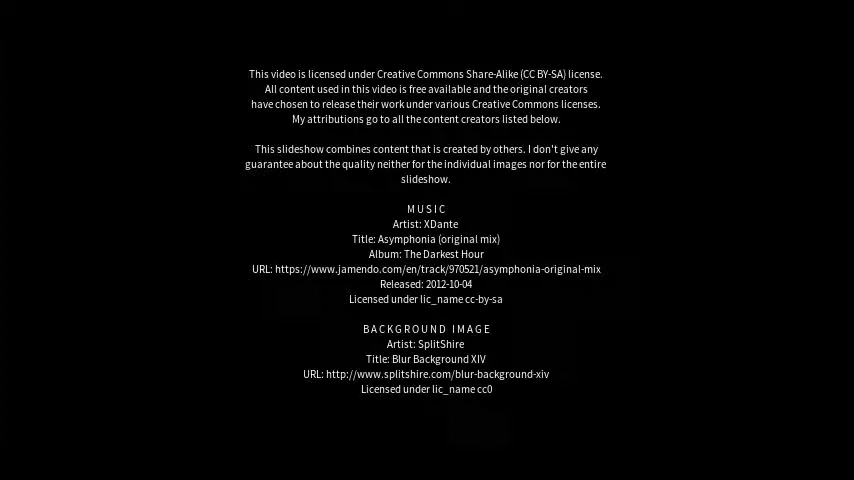 This video is licensed under Creative Commons Share-Alike (CC BY-SA) license.
All content used in this video is free available and the original creators
have chosen to release their work under various Creative Commons licenses.
My attributions go to all the content creators listed below.
This slideshow combines content that is created by others. I don't give any
guarantee about the quality neither for the individual images nor for the entire
slideshow.
MUSIC
Artist: XDante
Title: Asymphonia (original mix)
Album: The Darkest Hour
URL: https://www.jamendo.com/en/track/970521/asymphonia-original-mix
Released: 2012-10-04
Licensed under lic_name cc-by-sa
BACKGROUND IMAGE
Artist: SplitShire
Title: Blur Background XIV
URL: http://www.splitshire.com/blur-background-xiv
Licensed under lic_name cc0